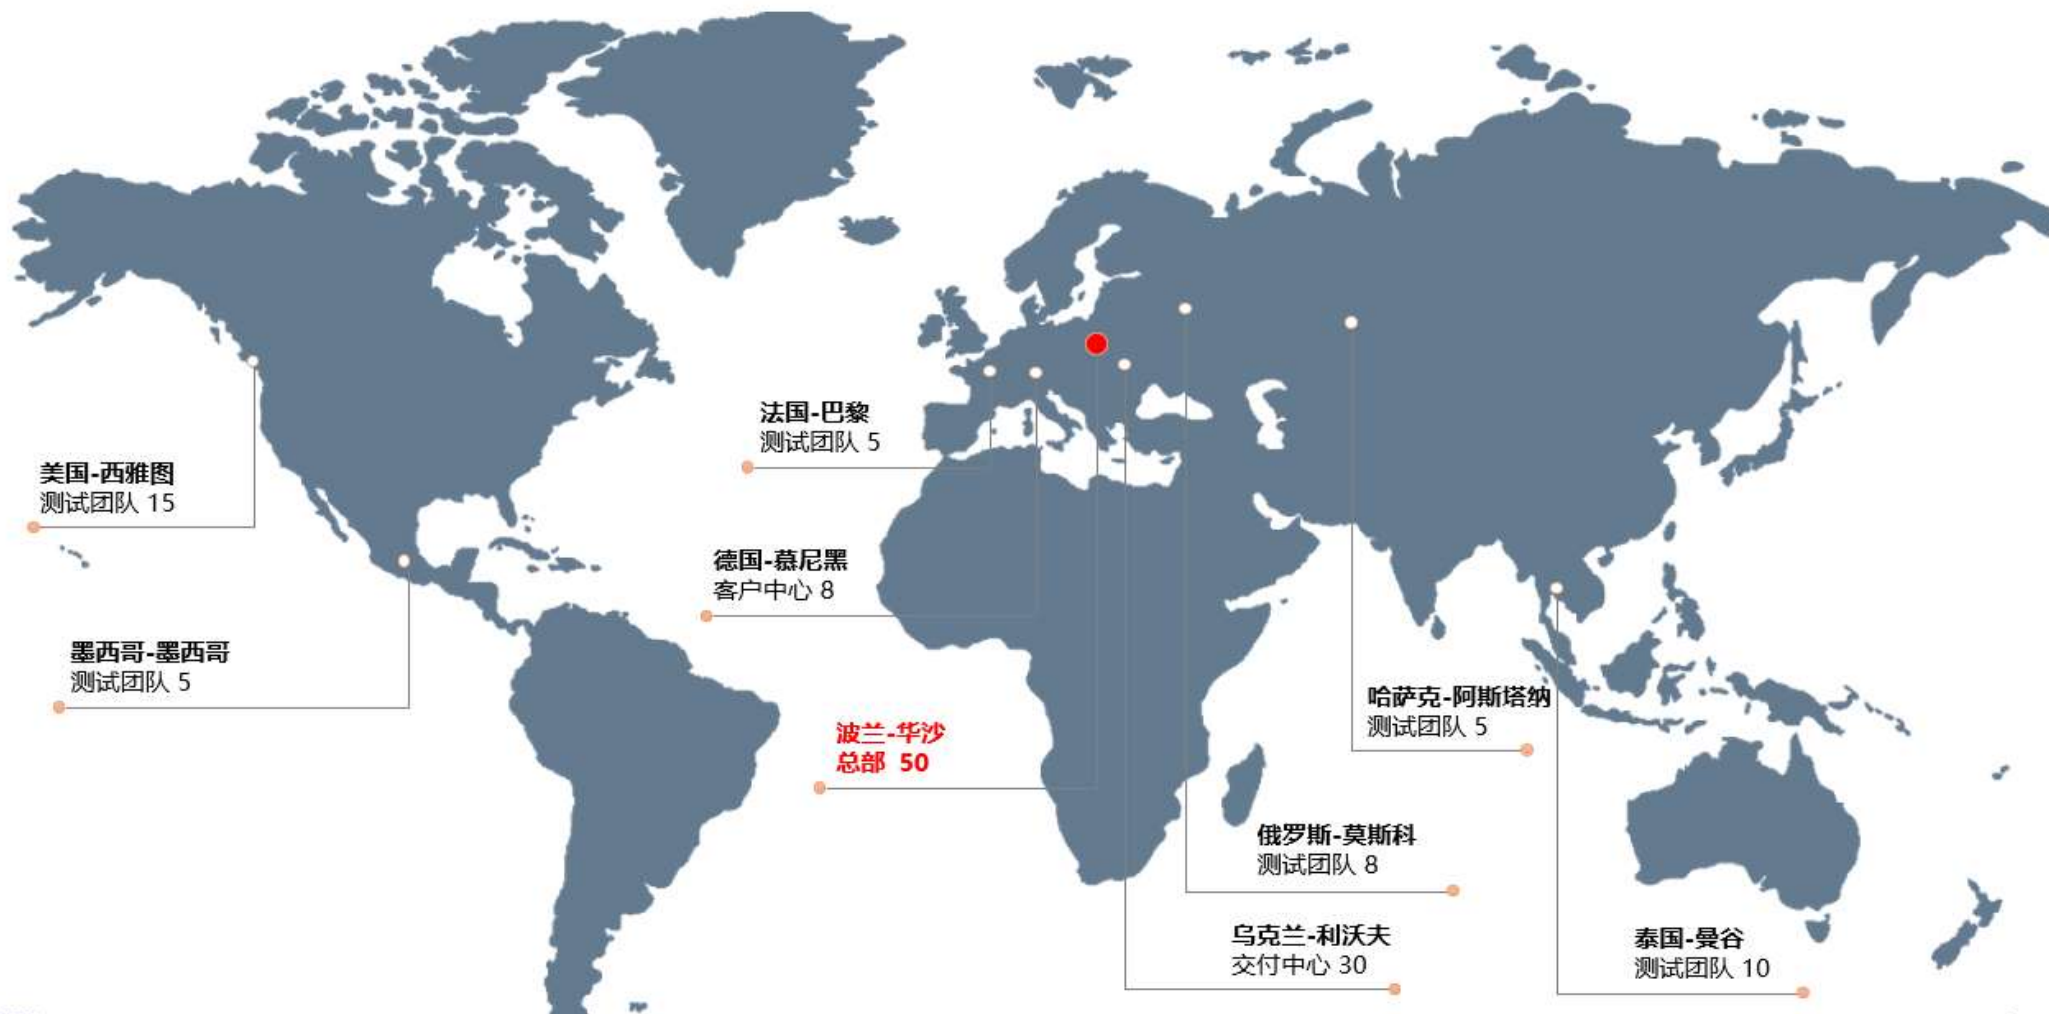 法国-巴黎
测试团队 5
美国-西雅图
测试团队 15
德国-慕尼黑
客户中心 8
墨西哥-墨西哥
测试团队 5
哈萨克-阿斯塔纳
测试团队 5
波兰-华沙
总部 50
俄罗斯-莫斯科
测试团队 8
乌克兰-利沃夫
交付中心 30
泰国-曼谷
测试团队 10